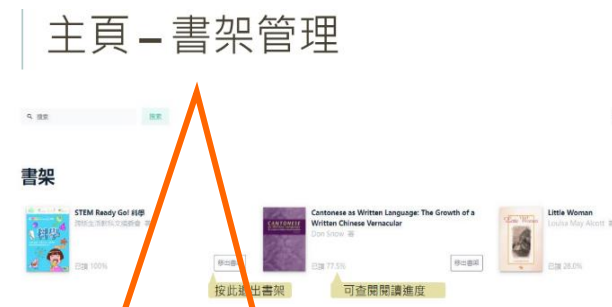 主頁 – 書架管理
搜索
搜索
書架
STEM Ready Go! 科學
已讀 100%
移出書架
Cantonese as Written Language: The Growth of a
Written Chinese Vernacular
Don Snow 著
已讀 77.5%
移出書架
Little Woman
Louisa May Alcott
已讀 28.0%
按此退出書架
可查閱閱讀進度
CANTONESE